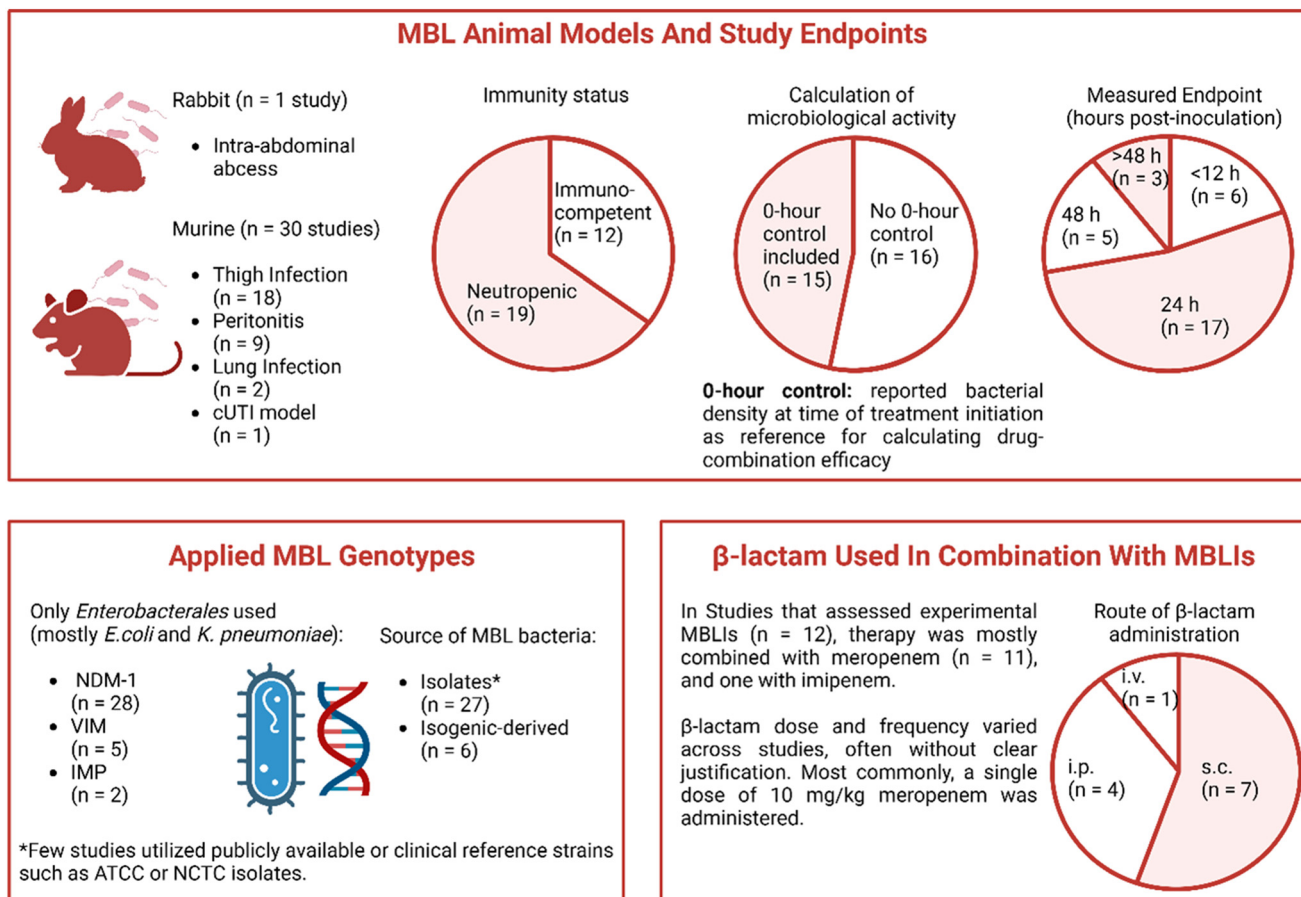 MBL Animal Models And Study Endpoints
Rabbit (n = 1 study)
• Intra-abdominal
abcess
Murine (n = 30 studies)
• Thigh Infection
(n = 18)
• Peritonitis
(n = 9)
• Lung Infection
(n = 2)
• cUTI model
(n = 1)
Immunity status
Immuno-
competent
(n = 12)
Neutropenic
(n = 19)
Calculation of
microbiological activity
0-hour
control
included
(n = 15)
No 0-hour
control
(n = 16)
0-hour control: reported bacterial
density at time of treatment initiation
as reference for calculating drug-
combination efficacy
Measured Endpoint
(hours post-inoculation)
>48 h
(n = 3)
<12 h
(n = 6)
48 h
(n = 5)
24 h
(n = 17)
Applied MBL Genotypes
Only Enterobacterales used
(mostly E.coli and K. pneumoniae):
• NDM-1
(n = 28)
• VIM
(n = 5)
• IMP
(n = 2)
Source of MBL bacteria:
• Isolates*
(n = 27)
• Isogenic-derived
(n = 6)
*Few studies utilized publicly available or clinical reference strains
such as ATCC or NCTC isolates.
β-lactam Used In Combination With MBLIs
In Studies that assessed experimental
MBLIs (n = 12), therapy was mostly
combined with meropenem (n = 11),
and one with imipenem.
β-lactam dose and frequency varied
across studies, often without clear
justification. Most commonly, a single
dose of 10 mg/kg meropenem was
administered.
Route of β-lactam
administration
i.v.
(n = 1)
i.p.
(n = 4)
s.c.
(n = 7)